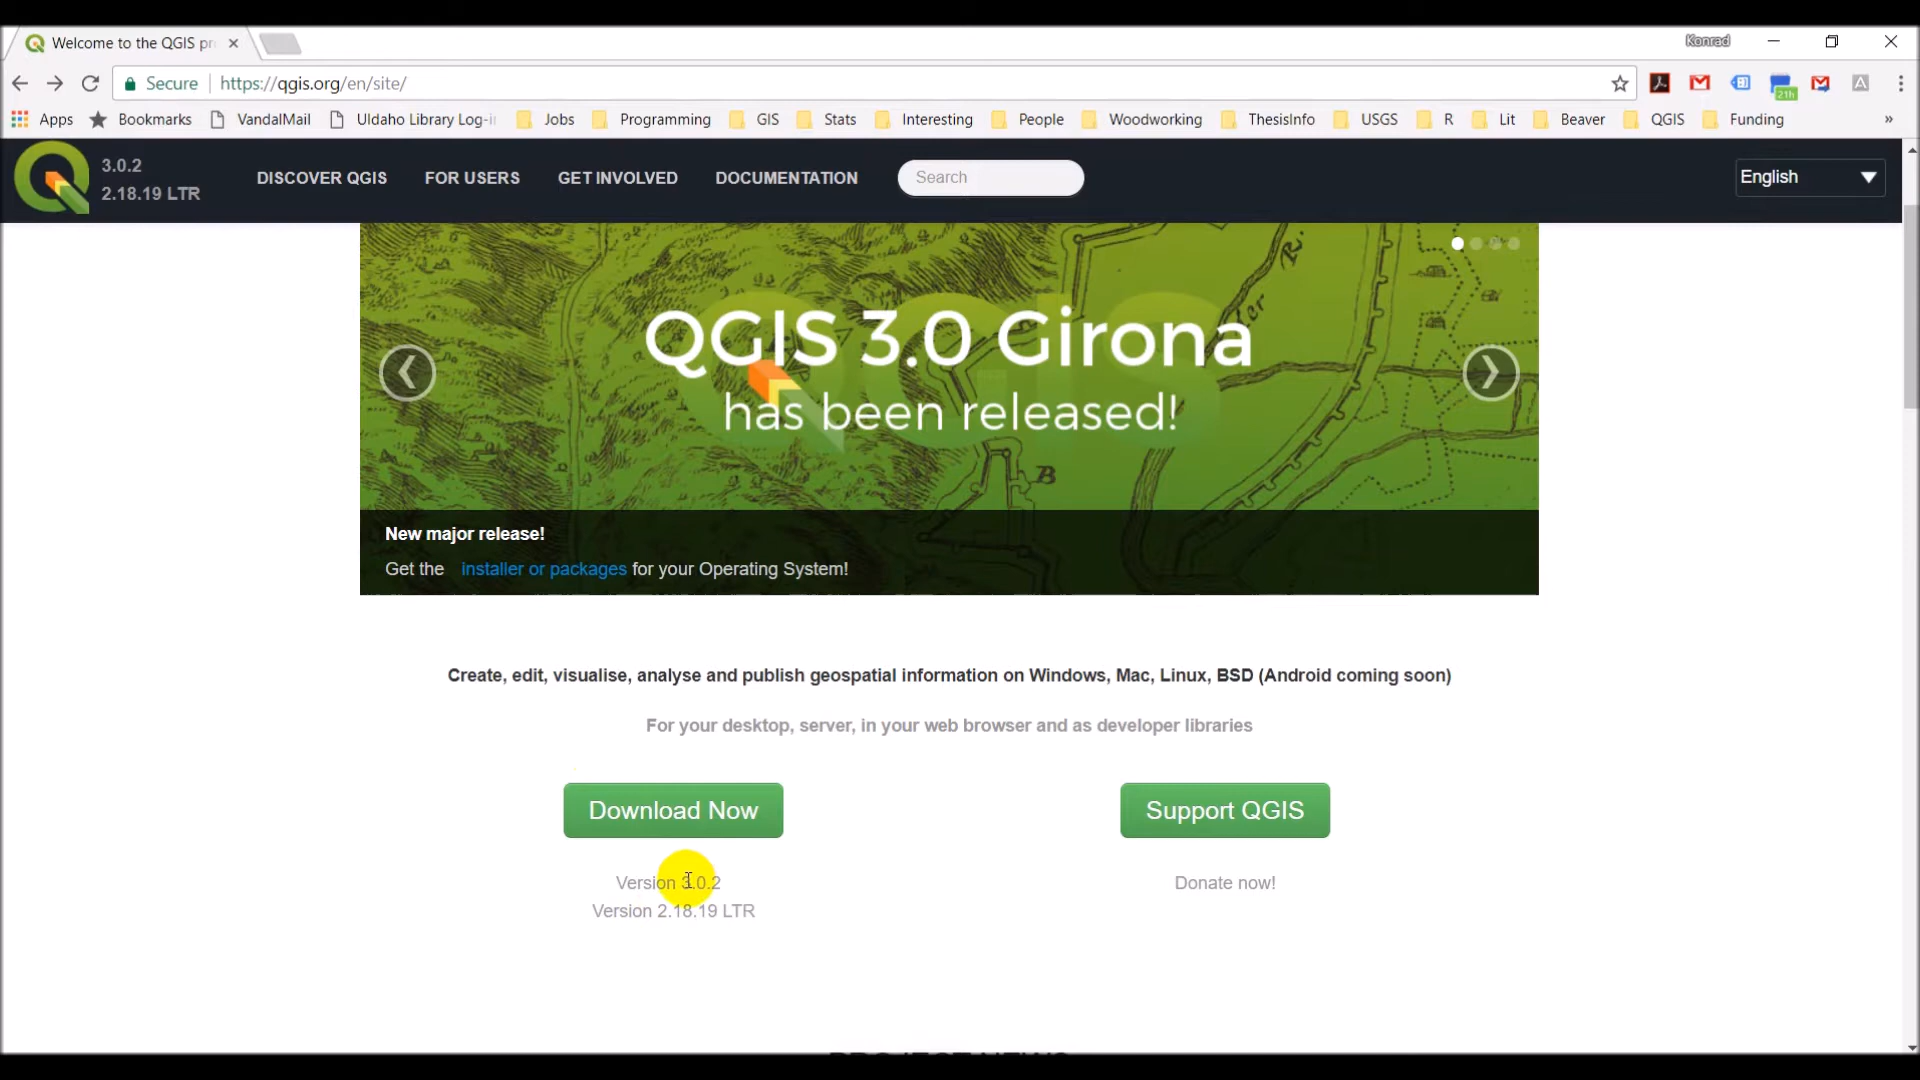 Welcome to the QGIS pr
Konrad
Secure https://qgis.org/en/site/
21h
Apps Bookmarks VandalMail UIdaho Library Log-i Jobs Programming GIS Stats Interesting People Woodworking ThesisInfo USGS R Lit Beaver QGIS Funding »
3.0.2
2.18.19 LTR
DISCOVER QGIS FOR USERS GET INVOLVED DOCUMENTATION Search English
QGIS 3.0 Girona
has been released!
R.
B
New major release!
Get the installer or packages for your Operating System!
Create, edit, visualise, analyse and publish geospatial information on Windows, Mac, Linux, BSD (Android coming soon)
For your desktop, server, in your web browser and as developer libraries
Download Now Support QGIS
Version 3.0.2 Donate now!
Version 2.18.19 LTR